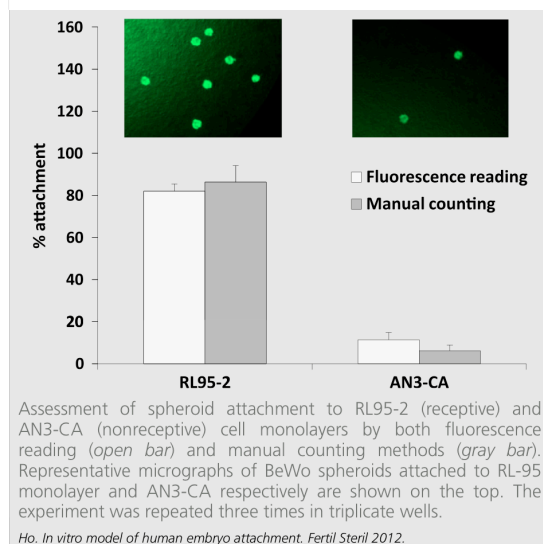 160
140
120
100
80
60
40
20
0
% attachment
Fluorescence reading
Manual counting
RL95-2 AN3-CA
Assessment of spheroid attachment to RL95-2 (receptive) and
AN3-CA (nonreceptive) cell monolayers by both fluorescence
reading (open bar) and manual counting methods (gray bar).
Representative micrographs of BeWo spheroids attached to RL-95
monolayer and AN3-CA respectively are shown on the top. The
experiment was repeated three times in triplicate wells.
Ho. In vitro model of human embryo attachment. Fertil Steril 2012.